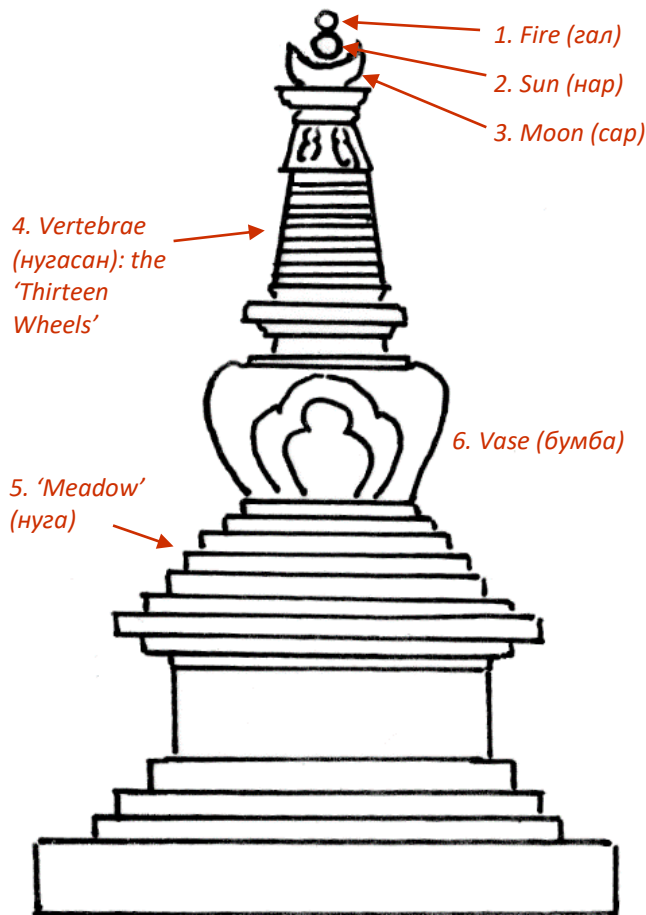 1. Fire (гал)
2. Sun (нар)
3. Moon (сар)
4. Vertebrae
(нугасан): the
‘Thirteen
Wheels’
6. Vase (бумба)
5. ‘Meadow’
(нуга)